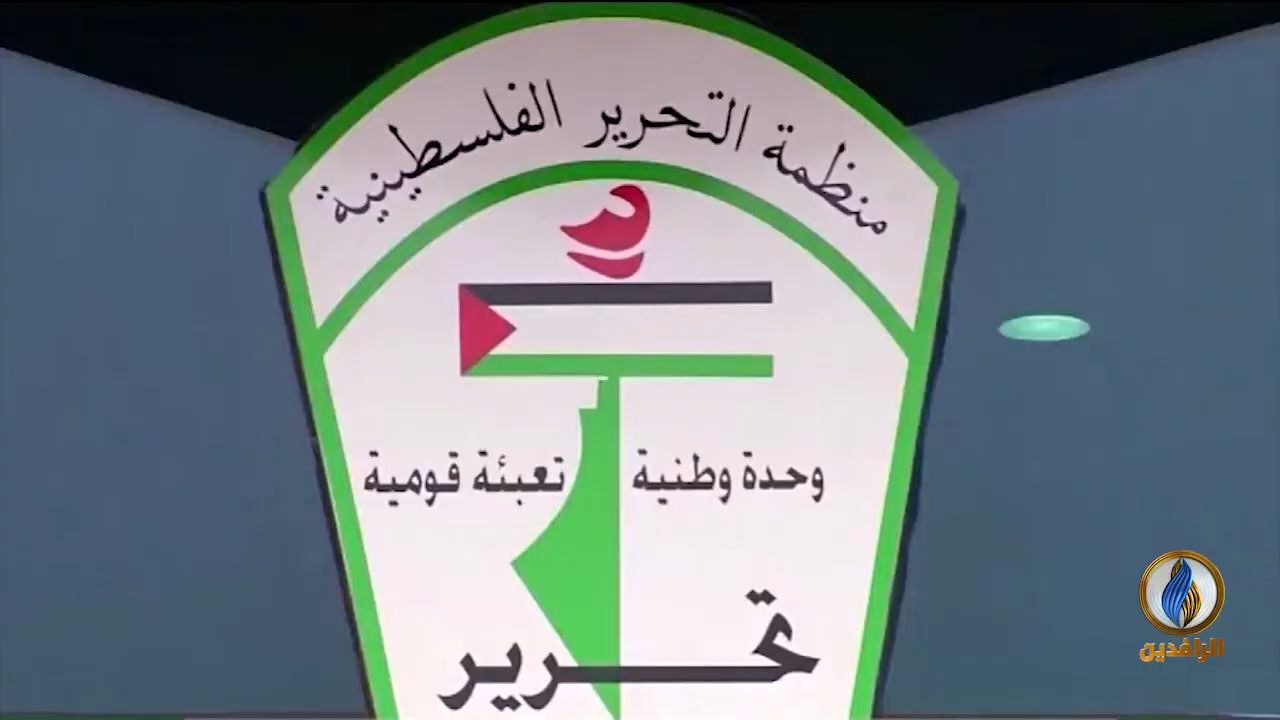 منظمة التحرير الفلسطينية
وحدة وطنية تعبئة قومية
تحرير
الرافدين